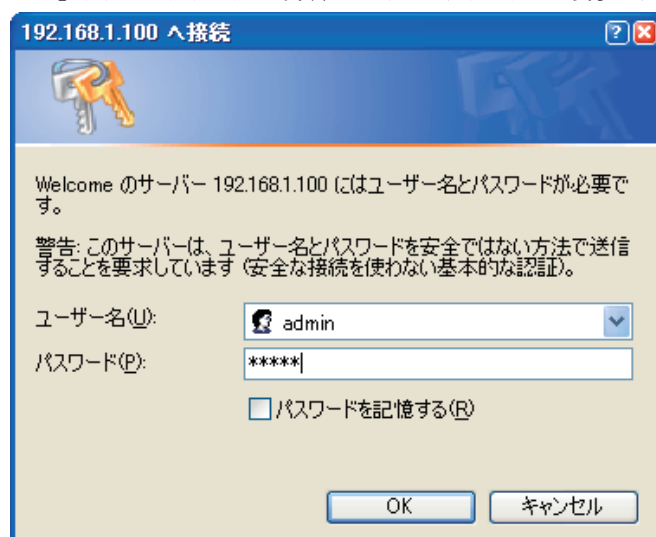 192.168.1.100 へ接続
Welcome のサーバー 192.168.1.100 にはユーザー名とパスワードが必要で
す。
警告: このサーバーは、ユーザー名とパスワードを安全ではない方法で送信
することを要求しています (安全な接続を使わない基本的な認証)。
ユーザー名(U):
admin
パスワード(P):
*****
パスワードを記憶する(R)
OK
キャンセル